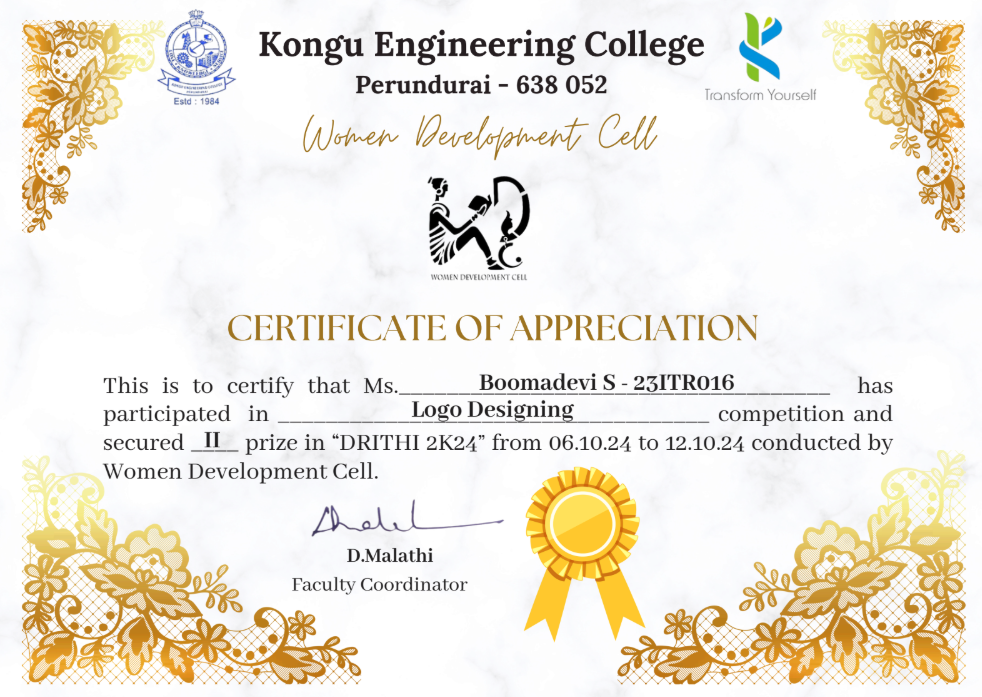 Kongu Engineering College
Perundurai - 638 052
Estd : 1984
Transform Yourself
Women Development Cell
WOMEN DEVELOPMENT CELL
CERTIFICATE OF APPRECIATION
This is to certify that Ms. Boomadevi S - 23ITR016 has
participated in Logo Designing competition and
secured II prize in “DRITHI 2K24” from 06.10.24 to 12.10.24 conducted by
Women Development Cell.
D.Malathi
Faculty Coordinator